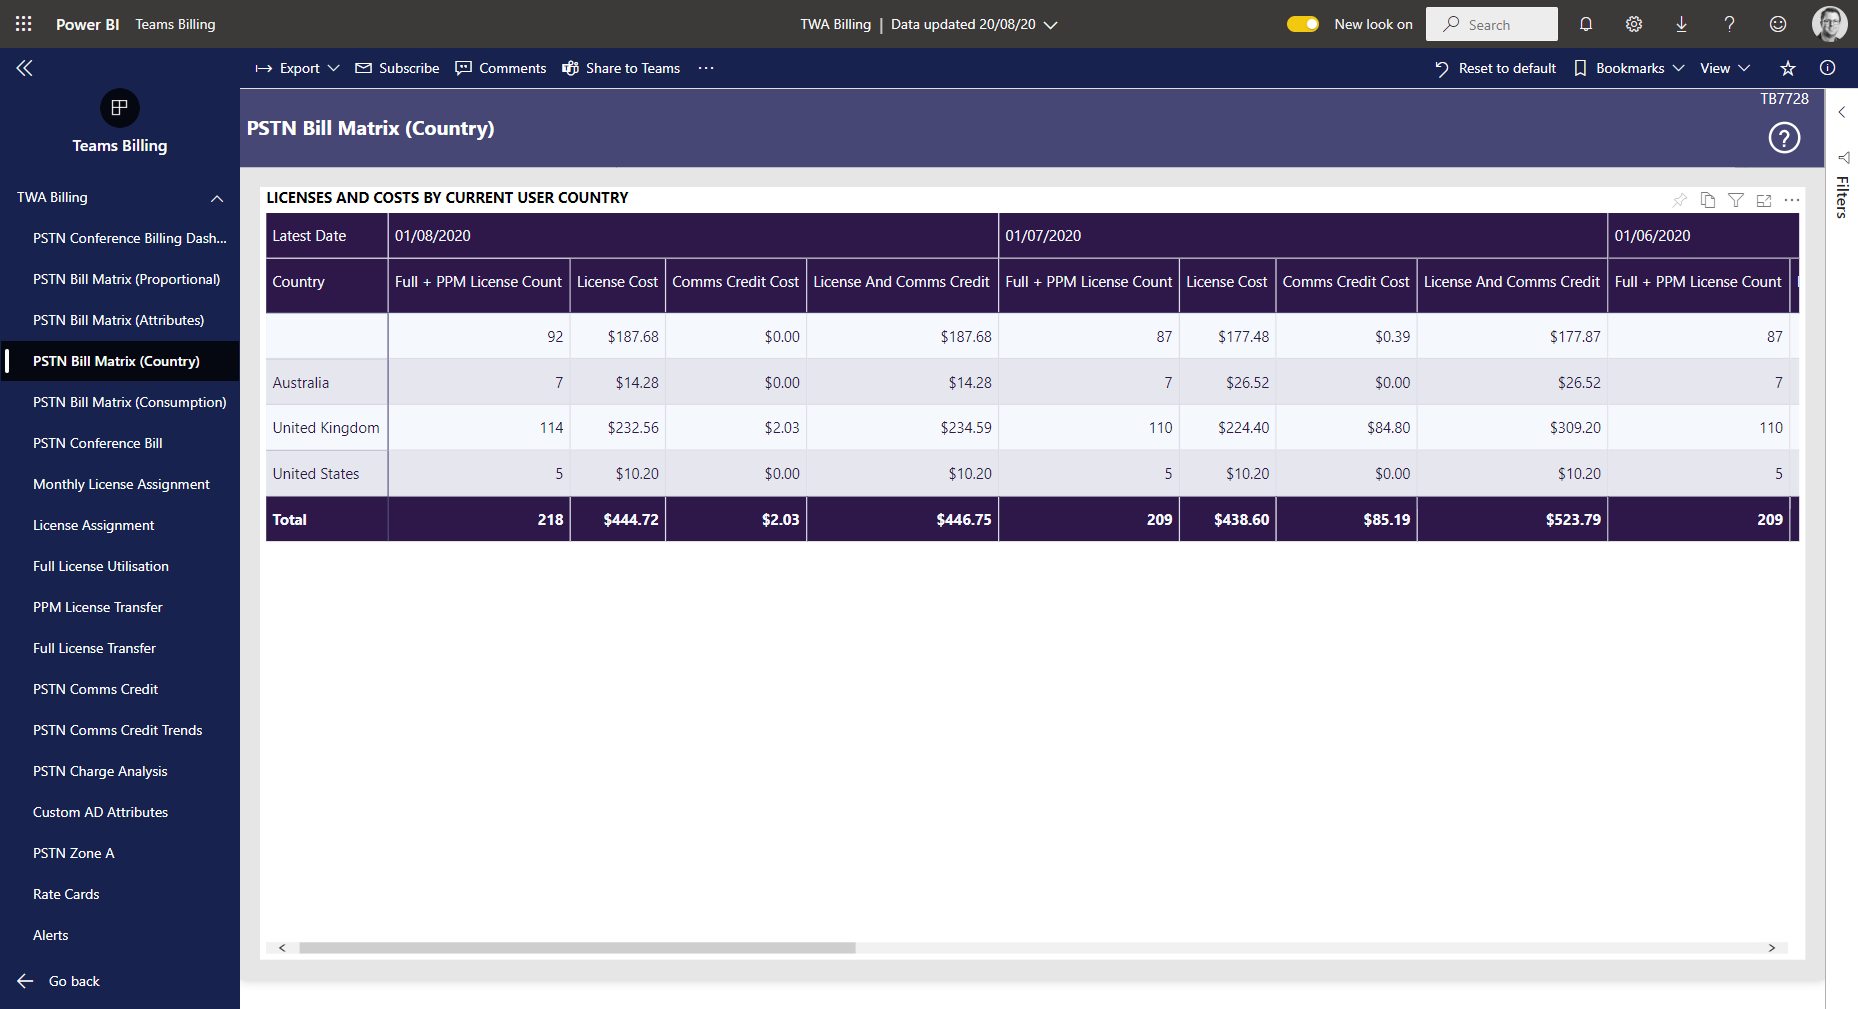 Power BI Teams Billing TWA Billing | Data updated 20/08/20 New look on Search
Export Subscribe Comments Share to Teams ··· Reset to default Bookmarks View
Teams Billing
TWA Billing
PSTN Conference Billing Dash...
PSTN Bill Matrix (Proportional)
PSTN Bill Matrix (Attributes)
PSTN Bill Matrix (Country)
PSTN Bill Matrix (Consumption)
PSTN Conference Bill
Monthly License Assignment
License Assignment
Full License Utilisation
PPM License Transfer
Full License Transfer
PSTN Comms Credit
PSTN Comms Credit Trends
PSTN Charge Analysis
Custom AD Attributes
PSTN Zone A
Rate Cards
Alerts
Go back
TB7728
PSTN Bill Matrix (Country)
Filters
LICENSES AND COSTS BY CURRENT USER COUNTRY
Latest Date 01/08/2020 01/07/2020 01/06/2020
Country Full + PPM License Count License Cost Comms Credit Cost License And Comms Credit Full + PPM License Count License Cost Comms Credit Cost License And Comms Credit Full + PPM License Count
92 $187.68 $0.00 $187.68 87 $177.48 $0.39 $177.87 87
Australia 7 $14.28 $0.00 $14.28 7 $26.52 $0.00 $26.52 7
United Kingdom 114 $232.56 $2.03 $234.59 110 $224.40 $84.80 $309.20 110
United States 5 $10.20 $0.00 $10.20 5 $10.20 $0.00 $10.20 5
Total 218 $444.72 $2.03 $446.75 209 $438.60 $85.19 $523.79 209